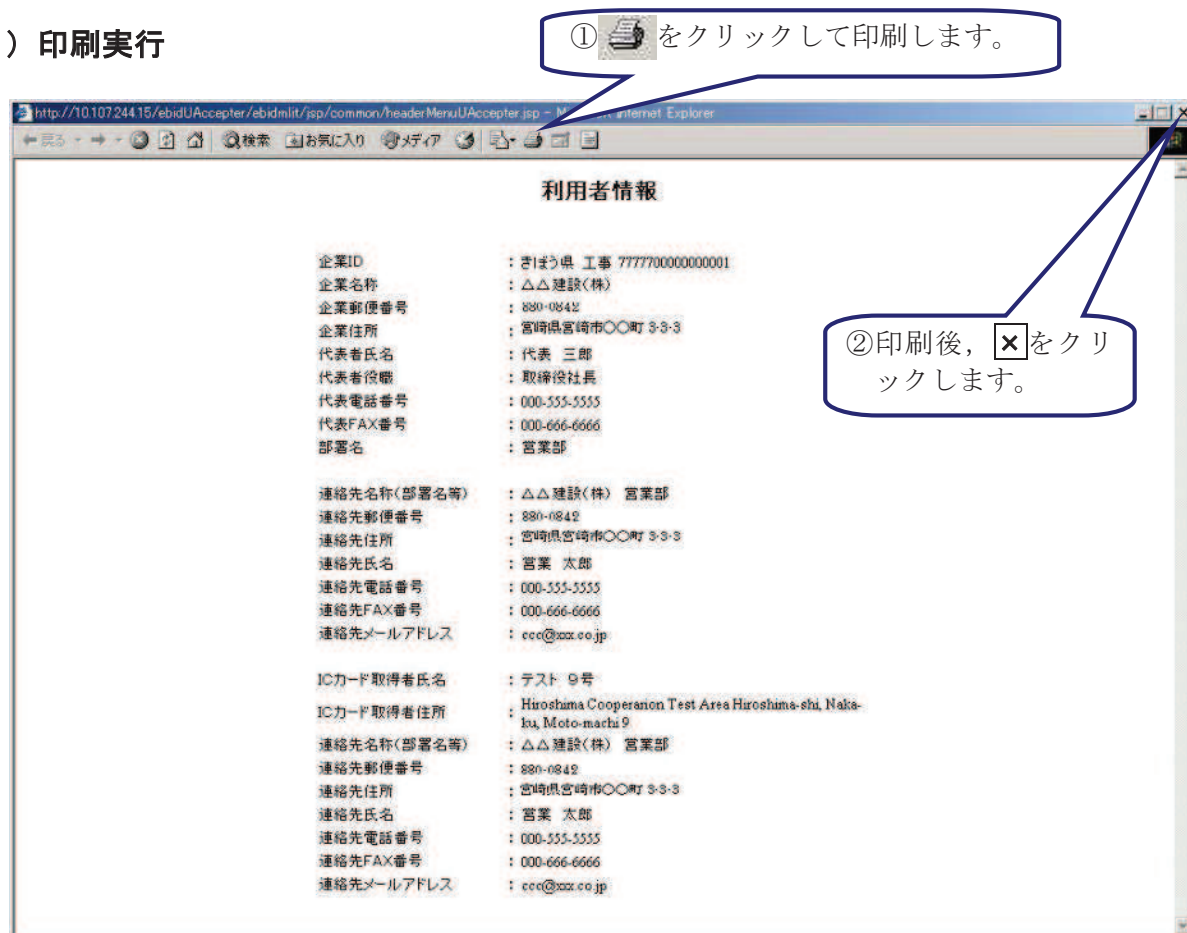 ）印刷実行
① をクリックして印刷します。
http://10.107.244.15/ebidUAccepter/ebidmlit/jsp/common/headerMenuUAccepter.jsp - M Internet Explorer
戻る 検索 お気に入り メディア
利用者情報
企業ID ：きぼう県 工事 7777700000000001
企業名称 ：△△建設(株)
企業郵便番号 ：880-0842
企業住所 ：宮崎県宮崎市〇〇町 3-3-3
代表者氏名 ：代表 三郎
代表者役職 ：取締役社長
代表電話番号 ：000-555-5555
代表FAX番号 ：000-666-6666
部署名 ：営業部
②印刷後，×をクリ
ックします。
連絡先名称(部署名等) ：△△建設(株) 営業部
連絡先郵便番号 ：880-0842
連絡先住所 ：宮崎県宮崎市〇〇町 3-3-3
連絡先氏名 ：営業 太郎
連絡先電話番号 ：000-555-5555
連絡先FAX番号 ：000-666-6666
連絡先メールアドレス ：ccc@xxx.co.jp
ICカード取得者氏名 ：テスト 9号
ICカード取得者住所 ：Hiroshima Cooperation Test Area Hiroshima-shi, Naka-
ku, Moto-machi 9
連絡先名称(部署名等) ：△△建設(株) 営業部
連絡先郵便番号 ：880-0842
連絡先住所 ：宮崎県宮崎市〇〇町 3-3-3
連絡先氏名 ：営業 太郎
連絡先電話番号 ：000-555-5555
連絡先FAX番号 ：000-666-6666
連絡先メールアドレス ：ccc@xxx.co.jp